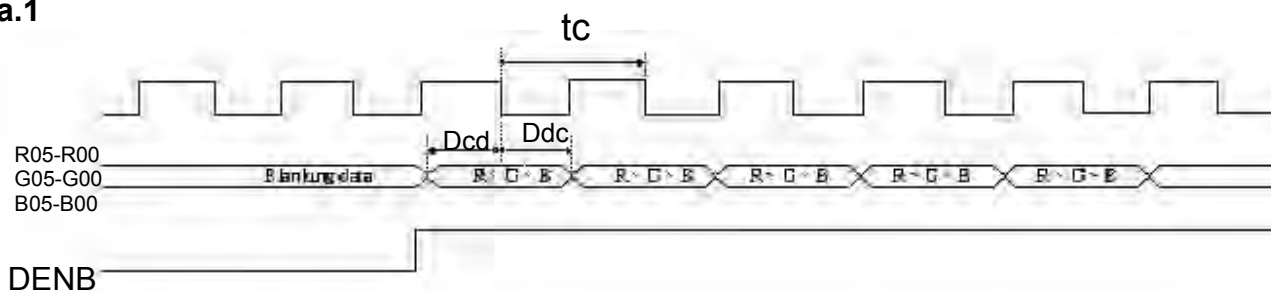 a.1
tc
Dcd Ddc
R05-R00
G05-G00 Blanking data R - G - B R - G - B R - G - B R - G - B R - G - B
B05-B00
DENB